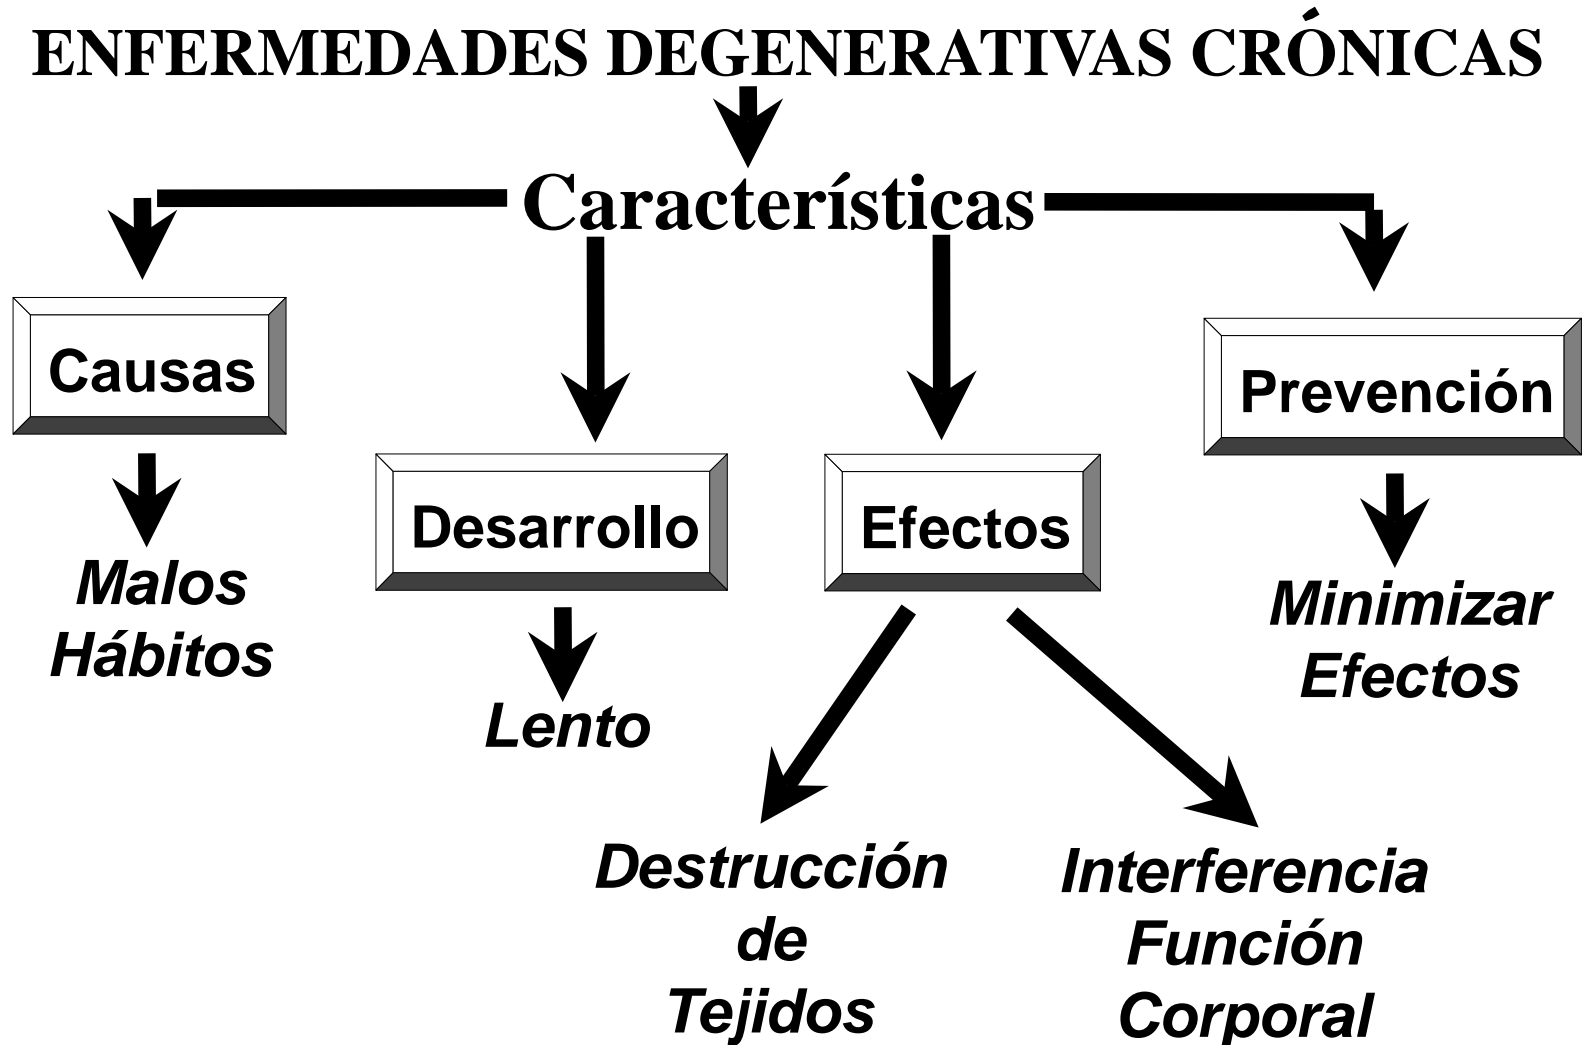 ENFERMEDADES DEGENERATIVAS CRÓNICAS
Características
Causas
Malos
Hábitos
Desarrollo
Lento
Efectos
Destrucción
de
Tejidos
Interferencia
Función
Corporal
Prevención
Minimizar
Efectos